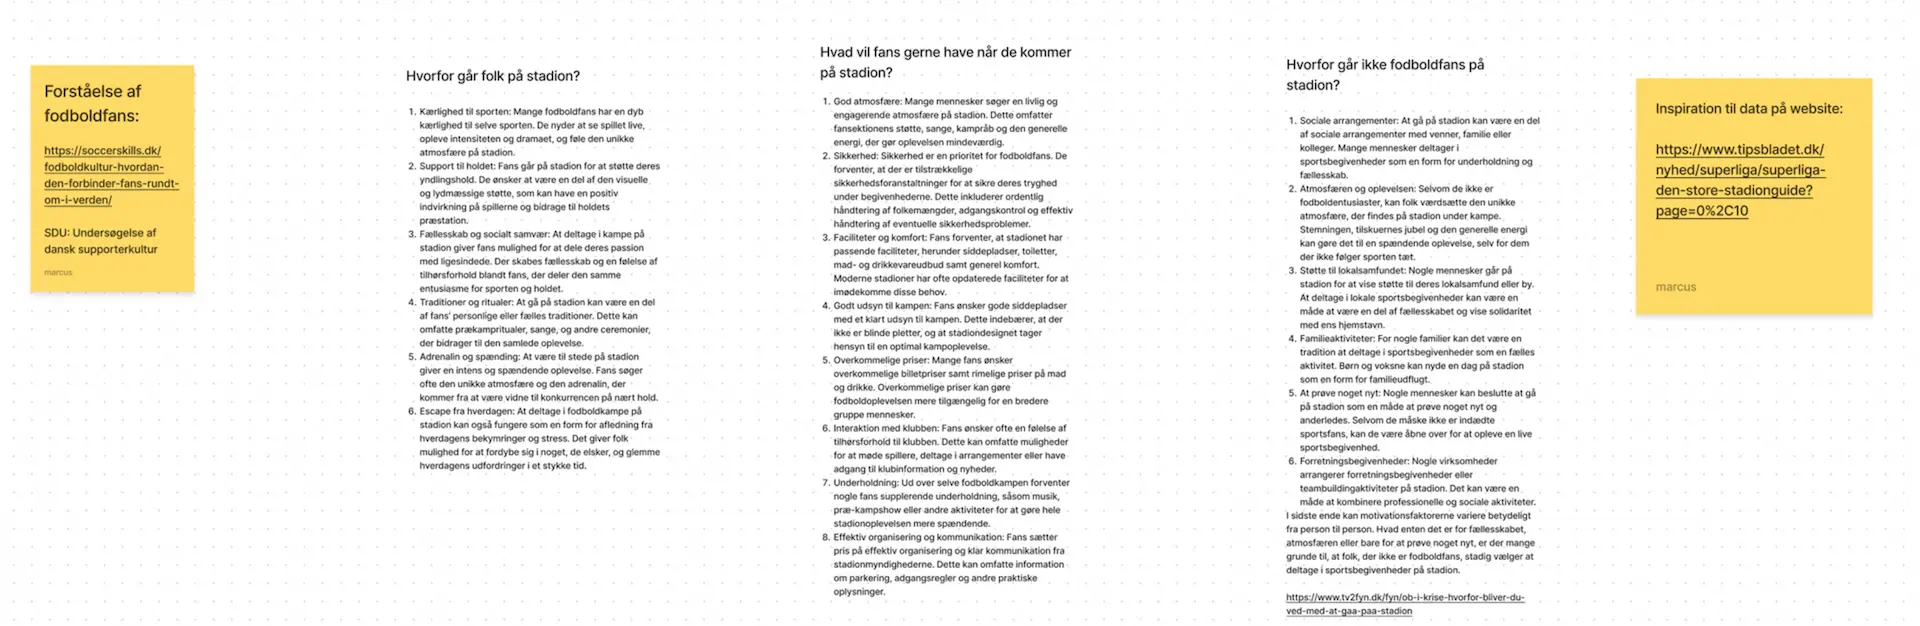 Forståelse af
fodboldfans:
https://soccerskills.dk/
fodboldkultur-hvordan-
den-forbinder-fans-rundt-
om-i-verden/
SDU: Undersøgelse af
dansk supporterkultur
marcus
Hvorfor går folk på stadion?
1. Kærlighed til sporten: Mange fodboldfans har en dyb
kærlighed til selve sporten. De nyder at se spillet live,
opleve intensiteten og dramaet, og føle den unikke
atmosfære på stadion.
2. Support til holdet: Fans går på stadion for at støtte deres
yndlingshold. De ønsker at være en del af den visuelle
og lydmæssige støtte, som kan have en positiv
indvirkning på spillerne og bidrage til holdets
præstation.
3. Fællesskab og socialt samvær: At deltage i kampe på
stadion giver fans mulighed for at dele deres passion
med ligesindede. Der skabes fællesskab og en følelse af
tilhørsforhold blandt fans, der deler den samme
entusiasme for sporten og holdet.
4. Traditioner og ritualer: At gå på stadion kan være en del
af fans' personlige eller fælles traditioner. Dette kan
omfatte prækampritualer, sange, og andre ceremonier,
der bidrager til den samlede oplevelse.
5. Adrenalin og spænding: At være til stede på stadion
giver en intens og spændende oplevelse. Fans søger
ofte den unikke atmosfære og den adrenalin, der
kommer fra at være vidne til konkurrencen på nært hold.
6. Escape fra hverdagen: At deltage i fodboldkampe på
stadion kan også fungere som en form for afledning fra
hverdagens bekymringer og stress. Det giver folk
mulighed for at fordybe sig i noget, de elsker, og glemme
hverdagens udfordringer i et stykke tid.
Hvad vil fans gerne have når de kommer
på stadion?
1. God atmosfære: Mange mennesker søger en livlig og
engagerende atmosfære på stadion. Dette omfatter
fansektionens støtte, sange, kampråb og den generelle
energi, der gør oplevelsen mindeværdig.
2. Sikkerhed: Sikkerhed er en prioritet for fodboldfans. De
forventer, at der er tilstrækkelige
sikkerhedsforanstaltninger for at sikre deres tryghed
under begivenhederne. Dette inkluderer ordentlig
håndtering af folkemængder, adgangskontrol og effektiv
håndtering af eventuelle sikkerhedsproblemer.
3. Faciliteter og komfort: Fans forventer, at stadionet har
passende faciliteter, herunder siddepladser, toiletter,
mad- og drikkevareudbud samt generel komfort.
Moderne stadioner har ofte opdaterede faciliteter for at
imødekomme disse behov.
4. Godt udsyn til kampen: Fans ønsker gode siddepladser
med et klart udsyn til kampen. Dette indebærer, at der
ikke er blinde pletter, og at stadiondesignet tager
hensyn til en optimal kampoplevelse.
5. Overkommelige priser: Mange fans ønsker
overkommelige billetpriser samt rimelige priser på mad
og drikke. Overkommelige priser kan gøre
fodboldoplevelsen mere tilgængelig for en bredere
gruppe mennesker.
6. Interaktion med klubben: Fans ønsker ofte en følelse af
tilhørsforhold til klubben. Dette kan omfatte muligheder
for at møde spillere, deltage i arrangementer eller have
adgang til klubinformation og nyheder.
7. Underholdning: Ud over selve fodboldkampen forventer
nogle fans supplerende underholdning, såsom musik,
præ-kampshow eller andre aktiviteter for at gøre hele
stadionoplevelsen mere spændende.
8. Effektiv organisering og kommunikation: Fans sætter
pris på effektiv organisering og klar kommunikation fra
stadionmyndighederne. Dette kan omfatte information
om parkering, adgangsregler og andre praktiske
oplysninger.
Hvorfor går ikke fodboldfans på
stadion?
1. Sociale arrangementer: At gå på stadion kan være en del
af sociale arrangementer med venner, familie eller
kolleger. Mange mennesker deltager i
sportsbegivenheder som en form for underholdning og
fællesskab.
2. Atmosfæren og oplevelsen: Selvom de ikke er
fodboldentusiaster, kan folk værdsætte den unikke
atmosfære, der findes på stadion under kampe.
Stemningen, tilskuernes jubel og den generelle energi
kan gøre det til en spændende oplevelse, selv for dem
der ikke følger sporten tæt.
3. Støtte til lokalsamfundet: Nogle mennesker går på
stadion for at vise støtte til deres lokalsamfund eller by.
At deltage i lokale sportsbegivenheder kan være en
måde at være en del af fællesskabet og vise solidaritet
med ens hjemstavn.
4. Familieaktiviteter: For nogle familier kan det være en
tradition at deltage i sportsbegivenheder som en fælles
aktivitet. Børn og voksne kan nyde en dag på stadion
som en form for familieudflugt.
5. At prøve noget nyt: Nogle mennesker kan beslutte at gå
på stadion som en måde at prøve noget nyt og
anderledes. Selvom de måske ikke er indædte
sportsfans, kan de være åbne over for at opleve en live
sportsbegivenhed.
6. Forretningsbegivenheder: Nogle virksomheder
arrangerer forretningsbegivenheder eller
teambuildingaktiviteter på stadion. Det kan være en
måde at kombinere professionelle og sociale aktiviteter.
I sidste ende kan motivationsfaktorerne variere betydeligt
fra person til person. Hvad enten det er for fællesskabet,
atmosfæren eller bare for at prøve noget nyt, er der mange
grunde til, at folk, der ikke er fodboldfans, stadig vælger at
deltage i sportsbegivenheder på stadion.
https://www.tv2fyn.dk/fyn/ob-i-krise-hvorfor-bliver-du-
ved-med-at-gaa-paa-stadion
Inspiration til data på website:
https://www.tipsbladet.dk/
nyhed/superliga/superliga-
den-store-stadionguide?
page=0%2C10
marcus